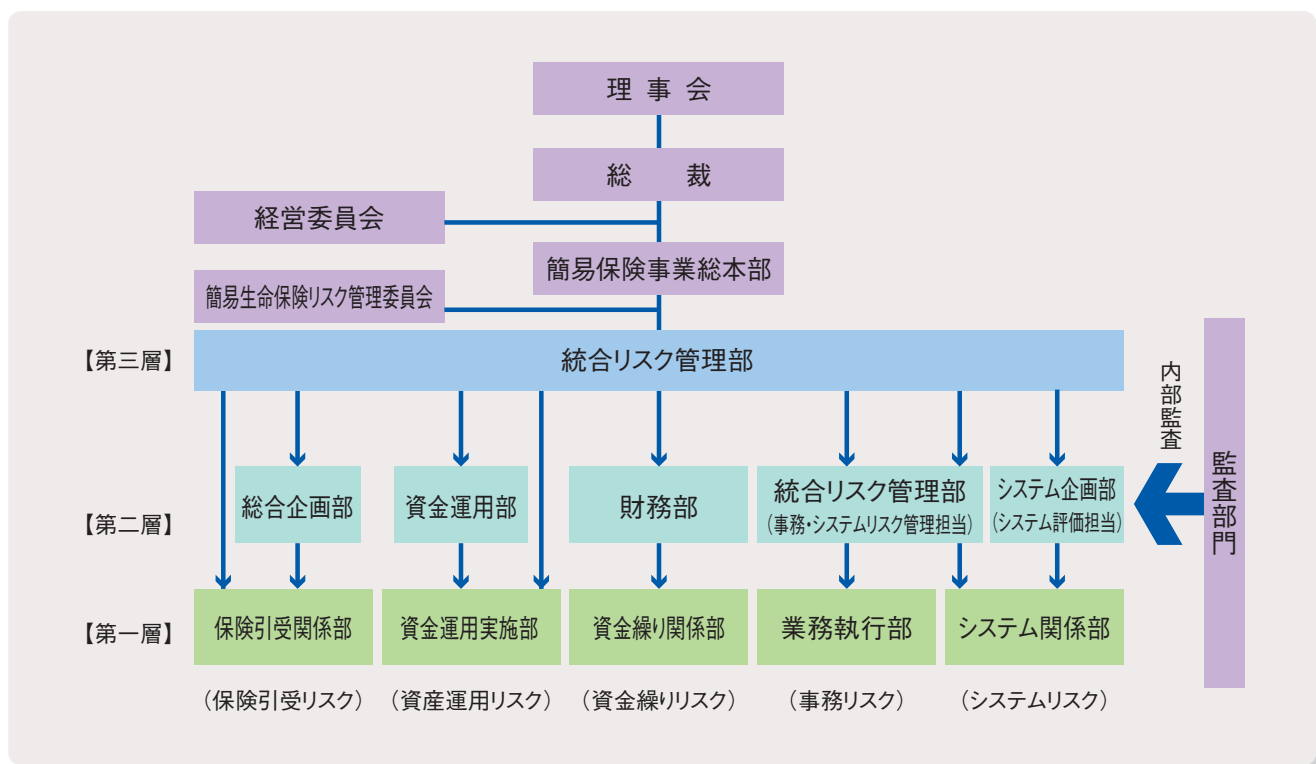 理事会
総裁
経営委員会
簡易保険事業総本部
簡易生命保険リスク管理委員会
【第三層】
統合リスク管理部
内部監査
監査部門
【第二層】
総合企画部
資金運用部
財務部
統合リスク管理部
(事務・システムリスク管理担当)
システム企画部
(システム評価担当)
【第一層】
保険引受関係部
資金運用実施部
資金繰り関係部
業務執行部
システム関係部
(保険引受リスク)
(資産運用リスク)
(資金繰りリスク)
(事務リスク)
(システムリスク)